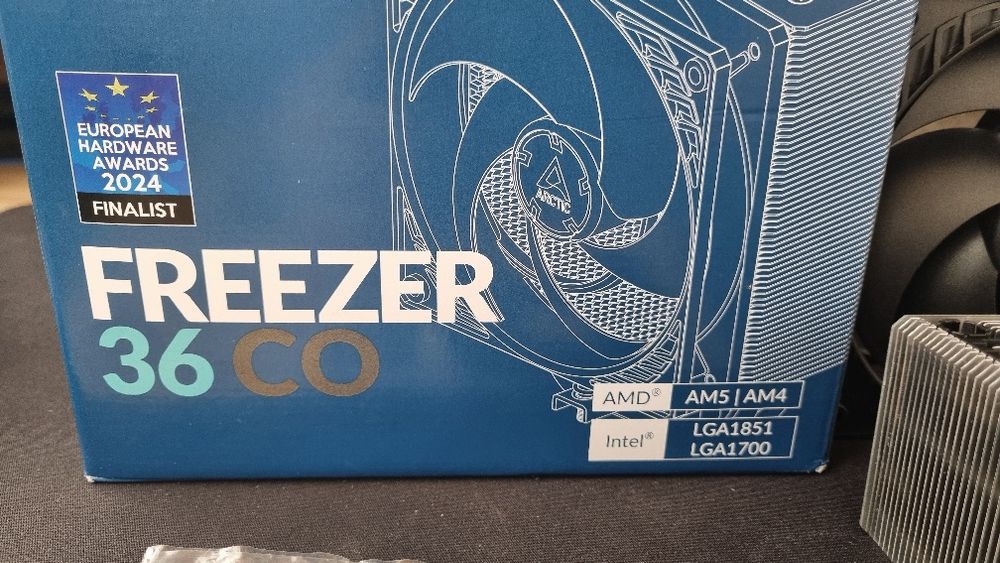 EUROPEAN
HARDWARE
AWARDS
2024
FINALIST
ARCTIC
FREEZER
36 CO
AMD® AM5 | AM4
Intel® LGA1851
LGA1700